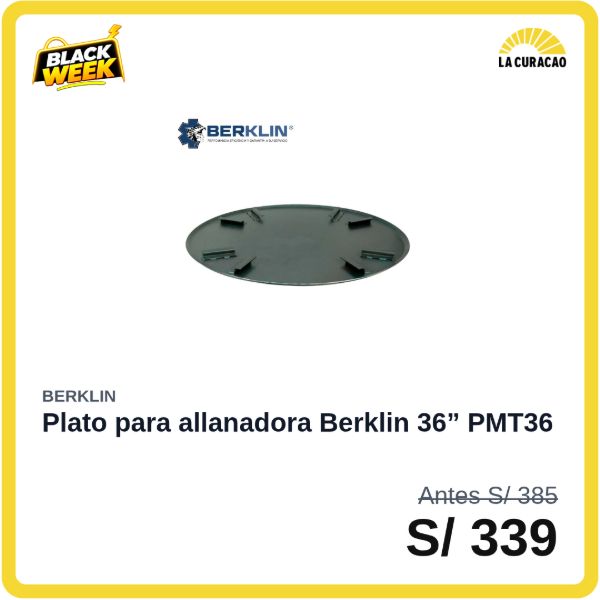 BLACK
WEEK
LA CURACAO
BERKLIN®
BERKLIN
Plato para allanadora Berklin 36” PMT36
Antes S/ 385
S/ 339